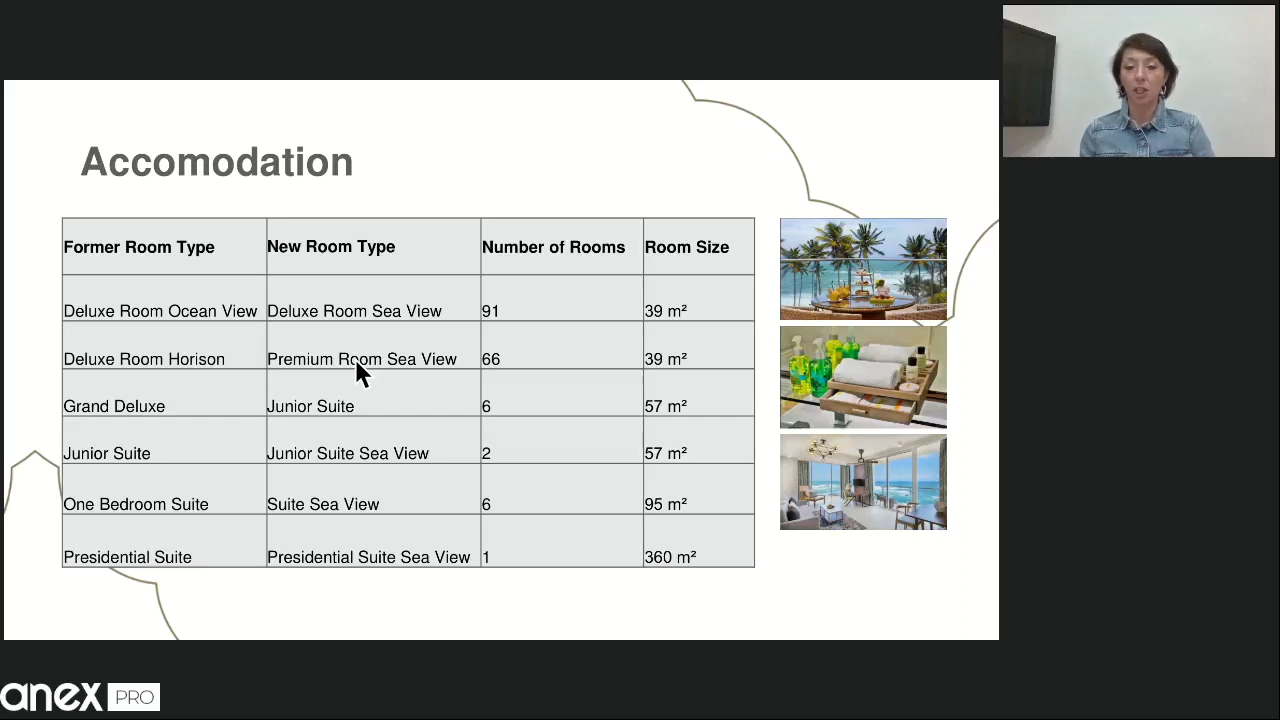 Accomodation
Former Room Type New Room Type Number of Rooms Room Size
Deluxe Room Ocean View Deluxe Room Sea View 91 39 m²
Deluxe Room Horison Premium Room Sea View 66 39 m²
Grand Deluxe Junior Suite 6 57 m²
Junior Suite Junior Suite Sea View 2 57 m²
One Bedroom Suite Suite Sea View 6 95 m²
Presidential Suite Presidential Suite Sea View 1 360 m²
anex PRO